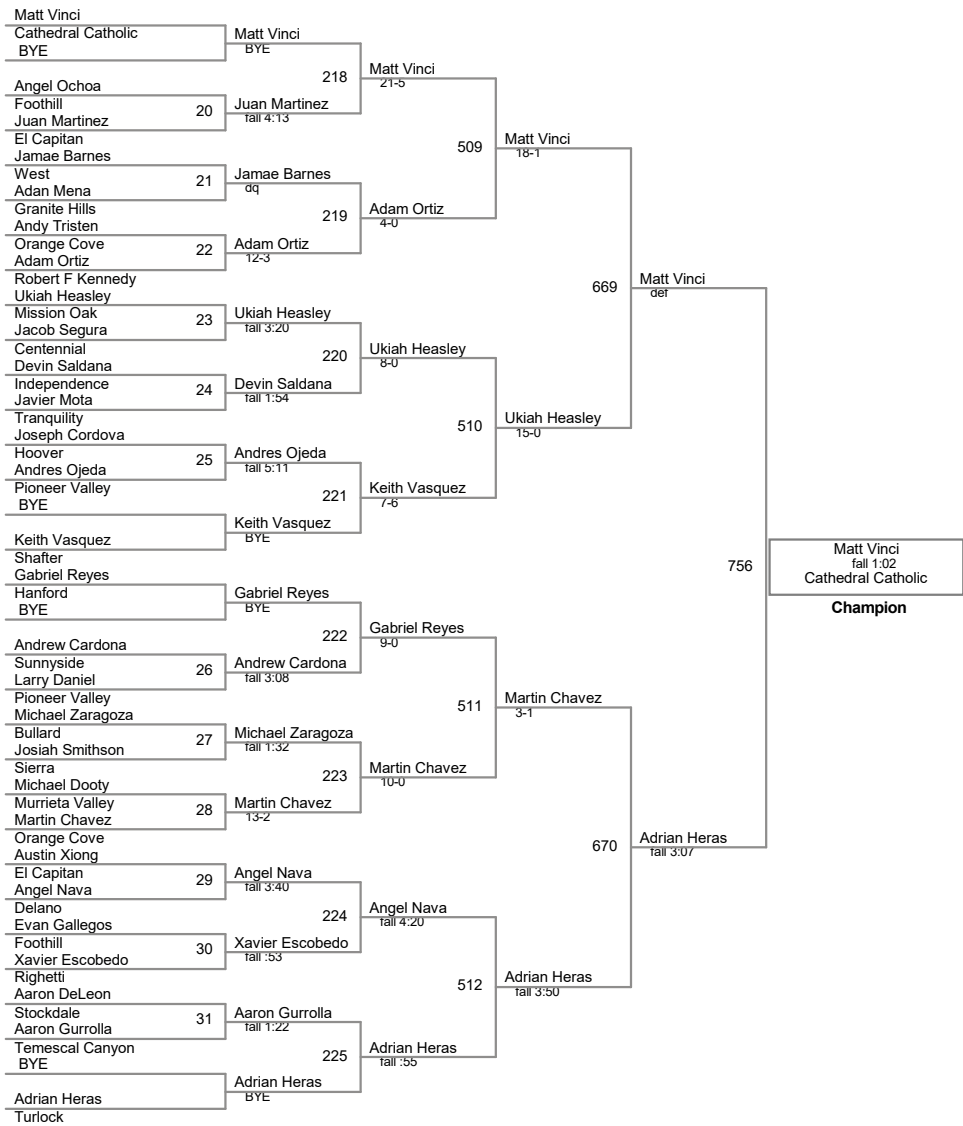 Matt Vinci
Cathedral Catholic
BYE
Angel Ochoa
Foothill
Juan Martinez
El Capitan
Jamae Barnes
West
Adan Mena
Granite Hills
Andy Tristen
Orange Cove
Adam Ortiz
Robert F Kennedy
Ukiah Heasley
Mission Oak
Jacob Segura
Centennial
Devin Saldana
Independence
Javier Mota
Tranquility
Joseph Cordova
Hoover
Andres Ojeda
Pioneer Valley
BYE
Keith Vasquez
Shafter
Gabriel Reyes
Hanford
BYE
Andrew Cardona
Sunnyside
Larry Daniel
Pioneer Valley
Michael Zaragoza
Bullard
Josiah Smithson
Sierra
Michael Dooty
Murrieta Valley
Martin Chavez
Orange Cove
Austin Xiong
El Capitan
Angel Nava
Delano
Evan Gallegos
Foothill
Xavier Escobedo
Righetti
Aaron DeLeon
Stockdale
Aaron Gurrolla
Temescal Canyon
BYE
Adrian Heras
Turlock
20
21
22
23
24
25
26
27
28
29
30
31
Matt Vinci
BYE
Juan Martinez
fall 4:13
Jamae Barnes
dq
Adam Ortiz
12-3
Ukiah Heasley
fall 3:20
Devin Saldana
fall 1:54
Andres Ojeda
fall 5:11
Keith Vasquez
BYE
Gabriel Reyes
BYE
Andrew Cardona
fall 3:08
Michael Zaragoza
fall 1:32
Martin Chavez
13-2
Angel Nava
fall 3:40
Xavier Escobedo
fall :53
Aaron Gurrolla
fall 1:22
Adrian Heras
BYE
218
219
220
221
222
223
224
225
Matt Vinci
21-5
Adam Ortiz
4-0
Ukiah Heasley
8-0
Keith Vasquez
7-6
Gabriel Reyes
9-0
Martin Chavez
10-0
Angel Nava
fall 4:20
Adrian Heras
fall :55
509
510
511
512
Matt Vinci
18-1
Ukiah Heasley
15-0
Martin Chavez
3-1
Adrian Heras
fall 3:50
669
670
Matt Vinci
def
Adrian Heras
fall 3:07
756
Matt Vinci
fall 1:02
Cathedral Catholic
Champion